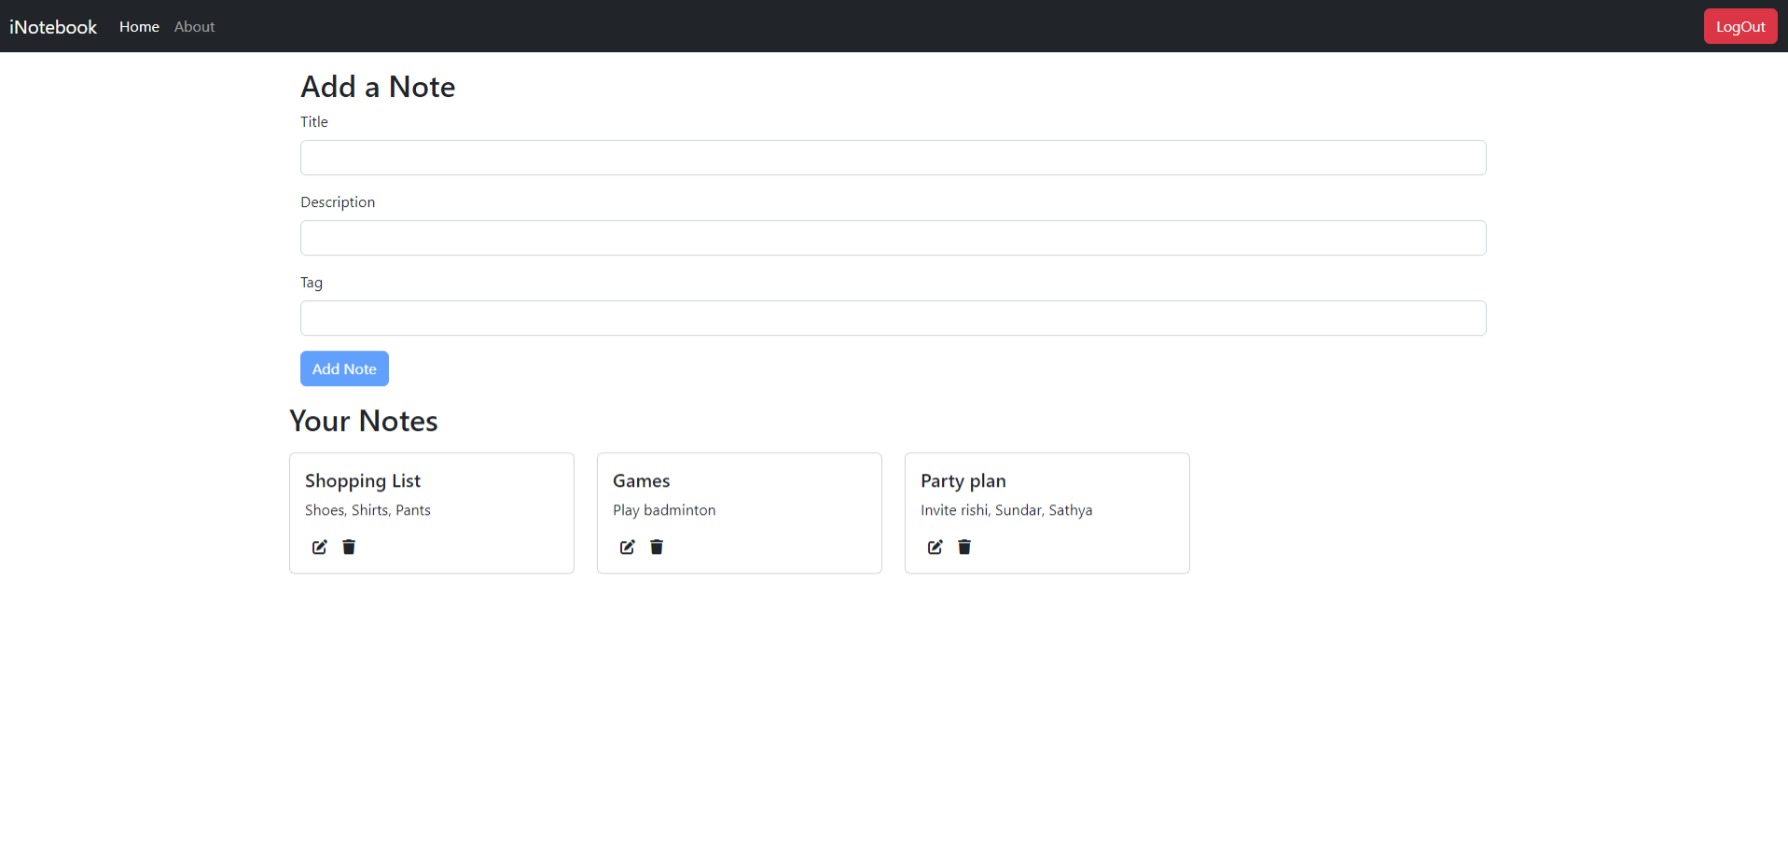 iNotebook Home About LogOut
Add a Note
Title
Description
Tag
Add Note
Your Notes
Shopping List
Shoes, Shirts, Pants
Games
Play badminton
Party plan
Invite rishi, Sundar, Sathya